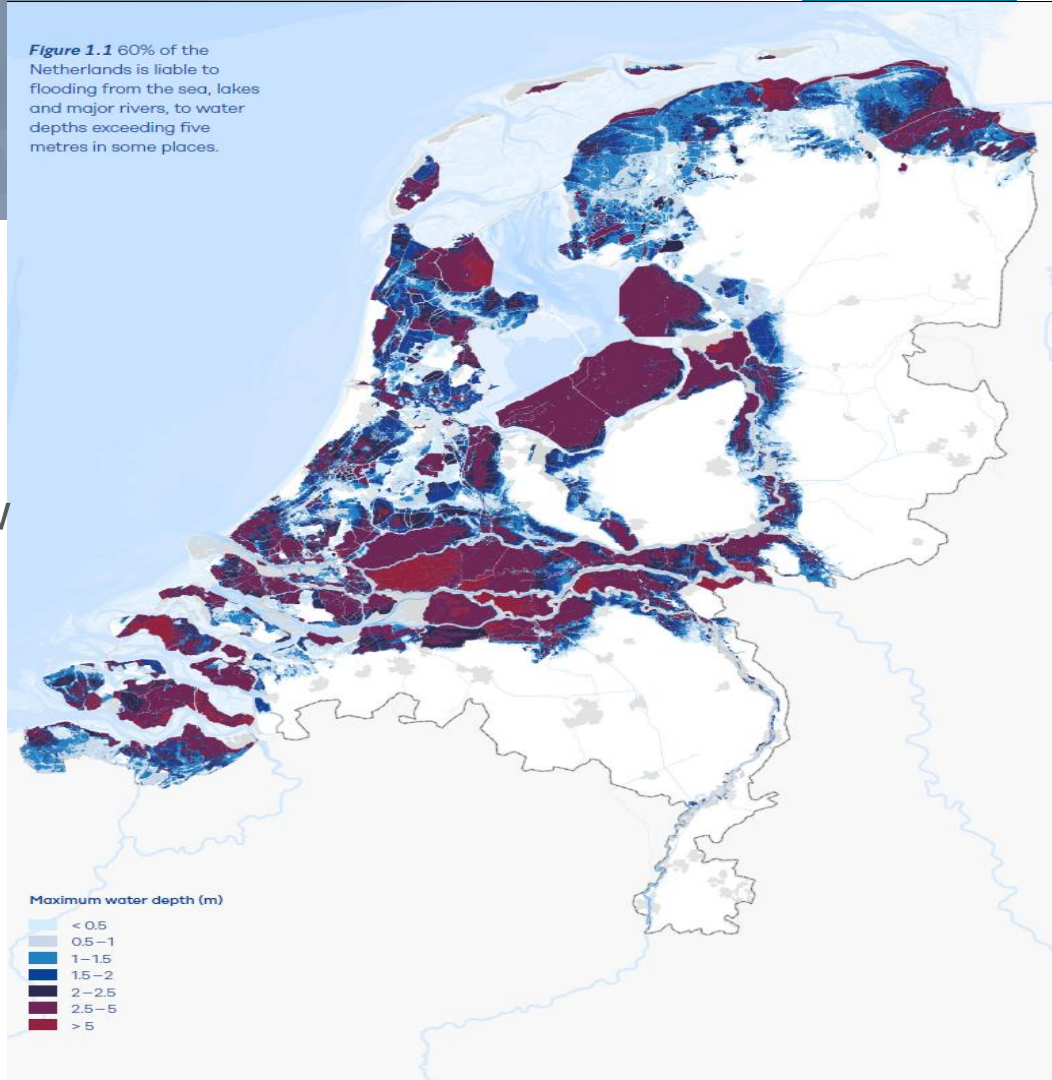 Figure 1.1 60% of the
Netherlands is liable to
flooding from the sea, lakes
and major rivers, to water
depths exceeding five
metres in some places.
Maximum water depth (m)
< 0.5
0.5–1
1–1.5
1.5–2
2–2.5
2.5–5
> 5